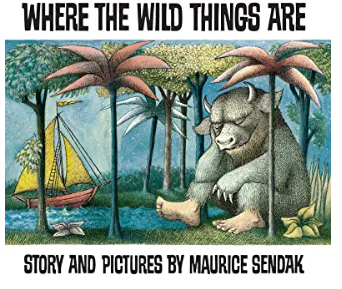 WHERE THE WILD THINGS ARE
STORY AND PICTURES BY MAURICE SENDAK